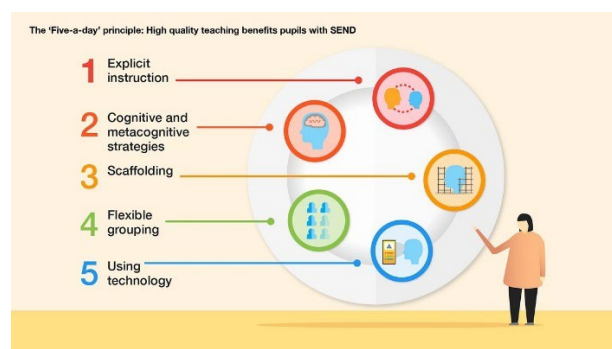 The 'Five-a-day' principle: High quality teaching benefits pupils with SEND
1 Explicit
instruction
2 Cognitive and
metacognitive
strategies
3 Scaffolding
4 Flexible
grouping
5 Using
technology